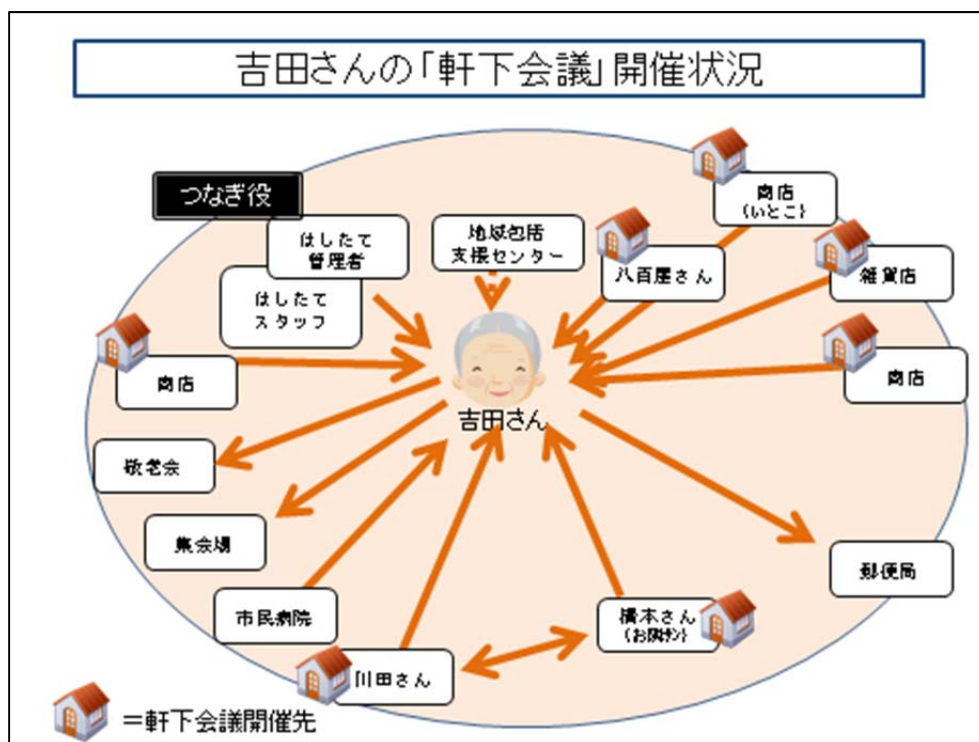 吉田さんの「軒下会議」開催状況
つなぎ役
はしたて
管理者
はしたて
スタッフ
地域包括
支援センター
八百屋さん
商店
(いとこ)
雑貨店
商店
商店
吉田さん
敬老会
集会場
市民病院
川田さん
橋本さん
(お隣さん)
郵便局
＝軒下会議開催先